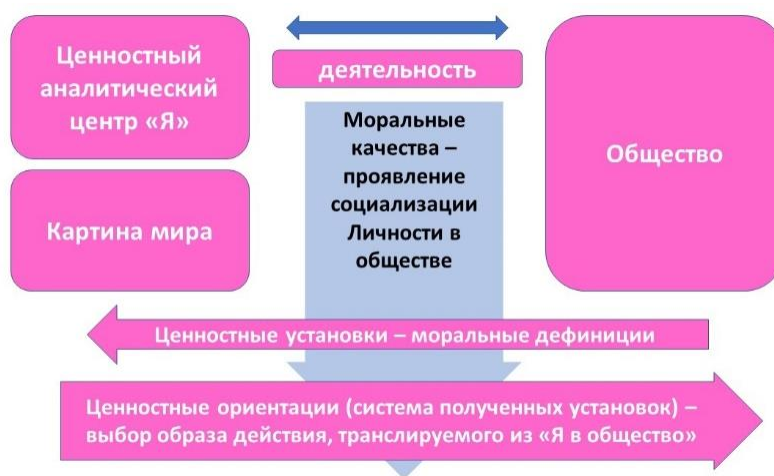 Ценностный
аналитический
центр «Я»
деятельность
Моральные
качества –
проявление
социализации
Личности в
обществе
Общество
Картина мира
Ценностные установки – моральные дефиниции
Ценностные ориентации (система полученных установок) –
выбор образа действия, транслируемого из «Я в общество»